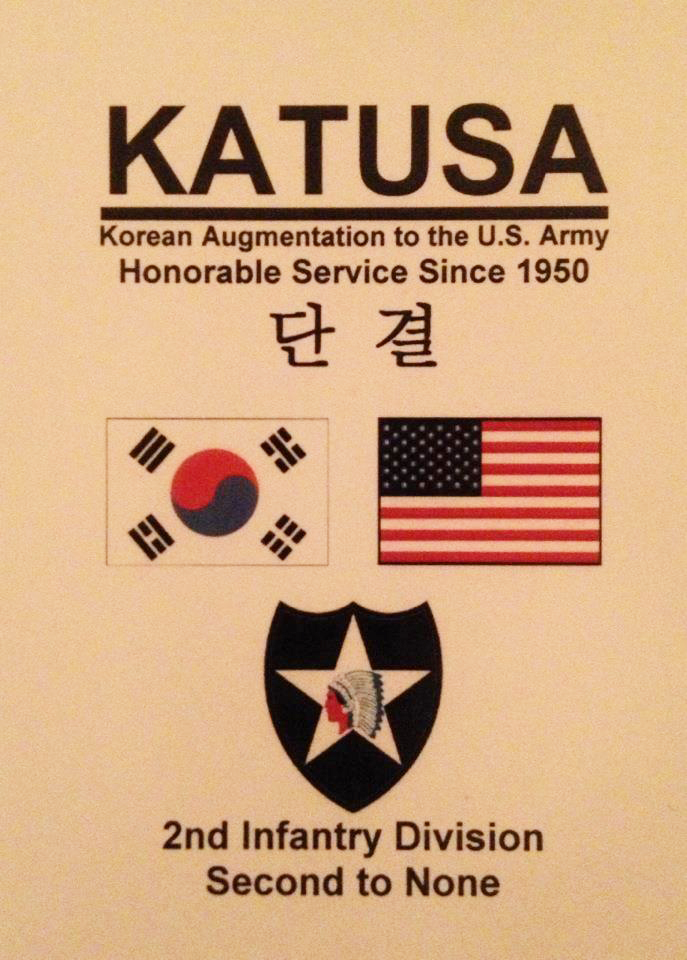 KATUSA
Korean Augmentation to the U.S. Army
Honorable Service Since 1950
단 결
2nd Infantry Division
Second to None